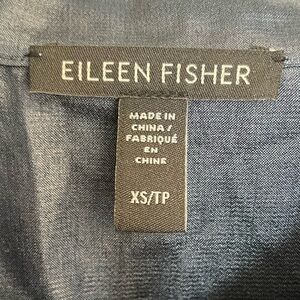 EILEEN FISHER
MADE IN
CHINA /
FABRIQUÉ
EN
CHINE
XS/TP